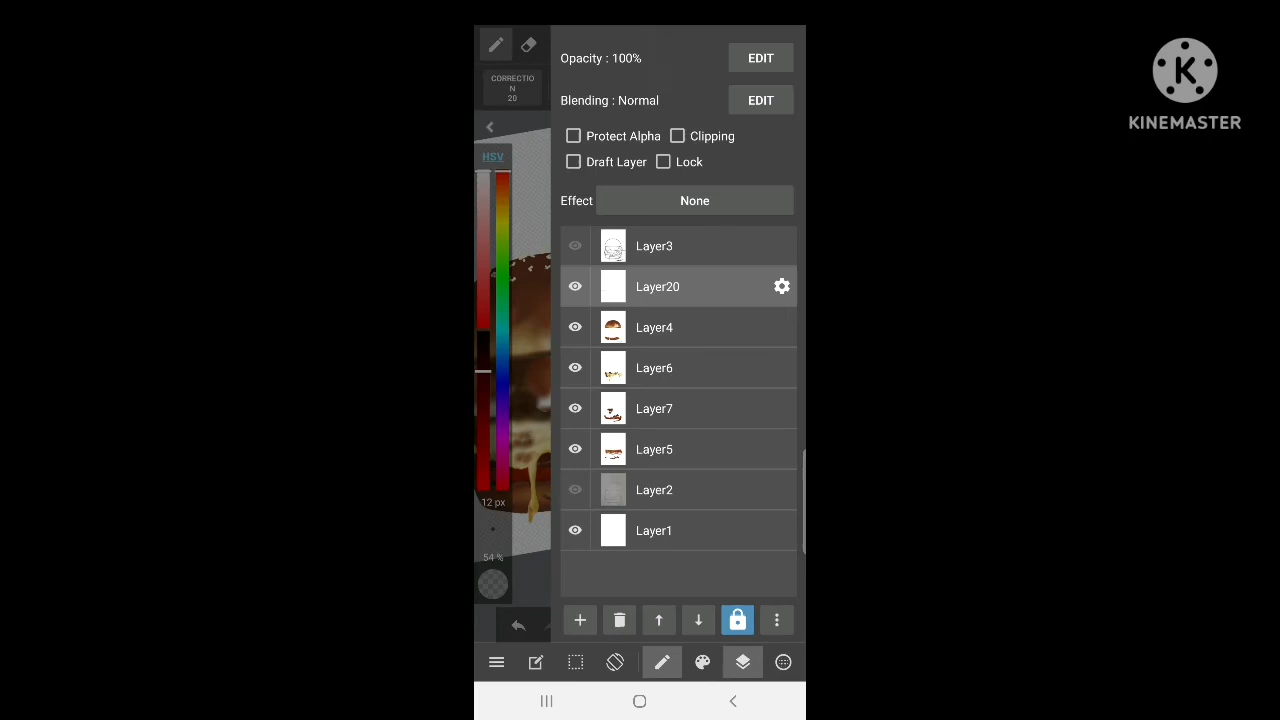 Opacity : 100%
EDIT
Blending : Normal
EDIT
CORRECTIO
N
20
Protect Alpha
Clipping
Draft Layer
Lock
HSV
Effect
None
Layer3
Layer20
Layer4
Layer6
Layer7
Layer5
Layer2
Layer1
12 px
54 %
K
KINEMASTER